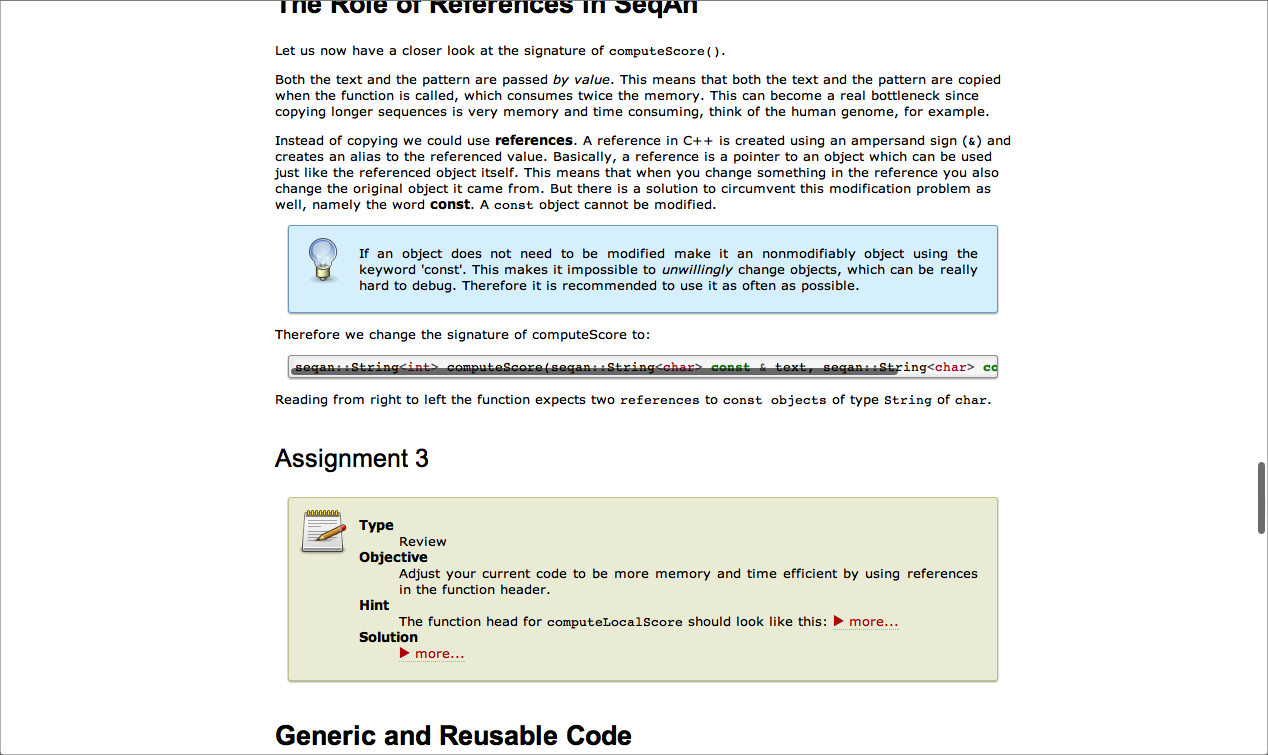 The Role of References in SeqAn
Let us now have a closer look at the signature of computeScore().
Both the text and the pattern are passed by value. This means that both the text and the pattern are copied
when the function is called, which consumes twice the memory. This can become a real bottleneck since
copying longer sequences is very memory and time consuming, think of the human genome, for example.
Instead of copying we could use references. A reference in C++ is created using an ampersand sign (&) and
creates an alias to the referenced value. Basically, a reference is a pointer to an object which can be used
just like the referenced object itself. This means that when you change something in the reference you also
change the original object it came from. But there is a solution to circumvent this modification problem as
well, namely the word const. A const object cannot be modified.
If an object does not need to be modified make it an nonmodifiably object using the
keyword 'const'. This makes it impossible to unwillingly change objects, which can be really
hard to debug. Therefore it is recommended to use it as often as possible.
Therefore we change the signature of computeScore to:
seqan::String<int> computeScore(seqan::String<char> const & text, seqan::String<char> co
Reading from right to left the function expects two references to const objects of type String of char.
Assignment 3
Type
Review
Objective
Adjust your current code to be more memory and time efficient by using references
in the function header.
Hint
The function head for computeLocalScore should look like this: ▶ more...
Solution
▶ more...
Generic and Reusable Code